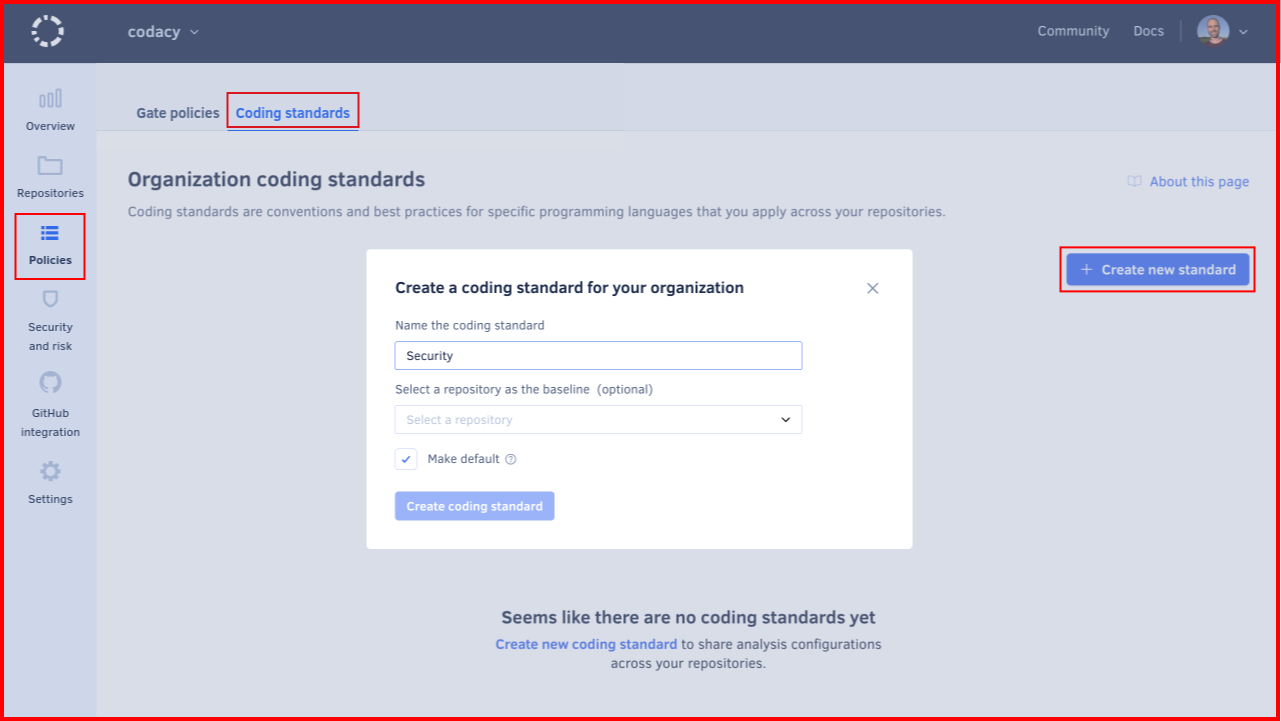 codacy
Community Docs
Overview
Repositories
Policies
Security
and risk
GitHub
integration
Settings
Gate policies Coding standards
Organization coding standards
About this page
Coding standards are conventions and best practices for specific programming languages that you apply across your repositories.
+ Create new standard
Create a coding standard for your organization
Name the coding standard
Security
Select a repository as the baseline (optional)
Select a repository
Make default
Create coding standard
Seems like there are no coding standards yet
Create new coding standard to share analysis configurations
across your repositories.